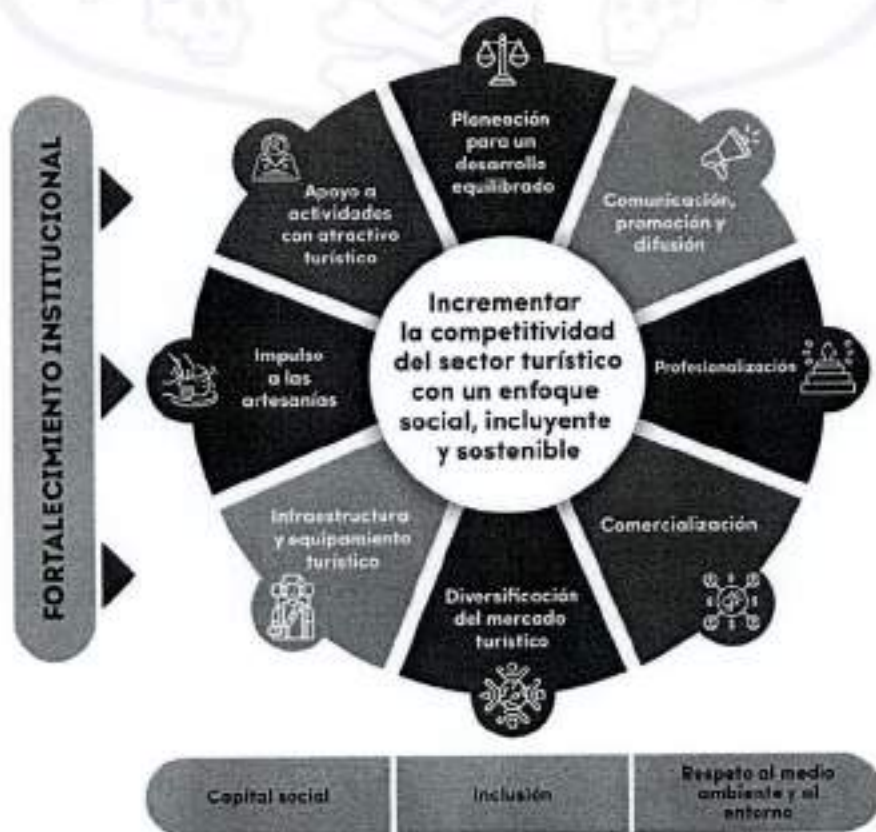 FORTALECIMIENTO INSTITUCIONAL
Planeación
para un
desarrollo
equilibrado
Comunicación,
promoción y
difusión
Profesionalización
Comercialización
Diversificación
del mercado
turístico
Infraestructura
y equipamiento
turístico
Impulso
a las
artesanías
Apoyo a
actividades
con atractivo
turístico
Incrementar
la competitividad
del sector turístico
con un enfoque
social, incluyente
y sostenible
Capital social
Inclusión
Respeto al medio
ambiente y al
entorno